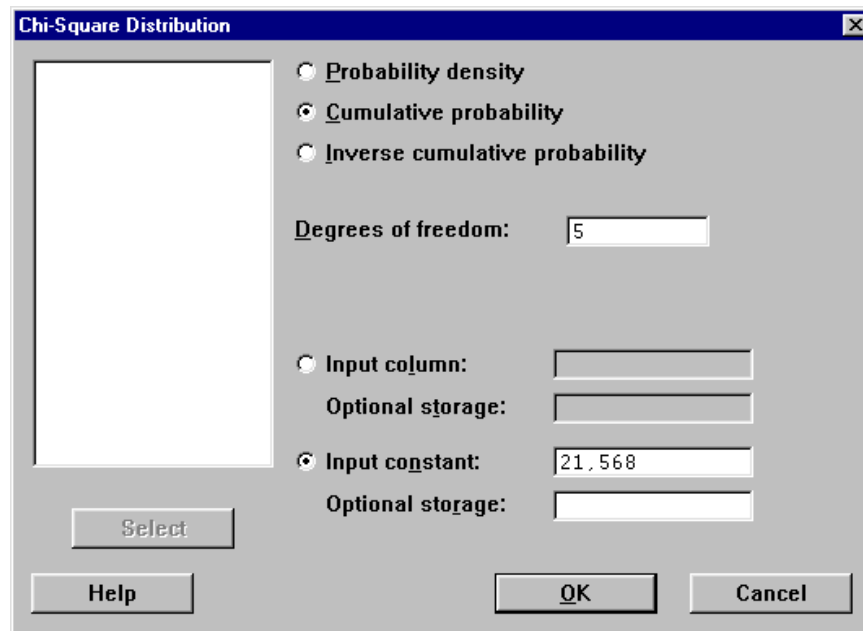 Chi-Square Distribution
Probability density
Cumulative probability
Inverse cumulative probability
Degrees of freedom: 5
Input column:
Optional storage:
Input constant: 21,568
Optional storage:
Select
Help OK Cancel